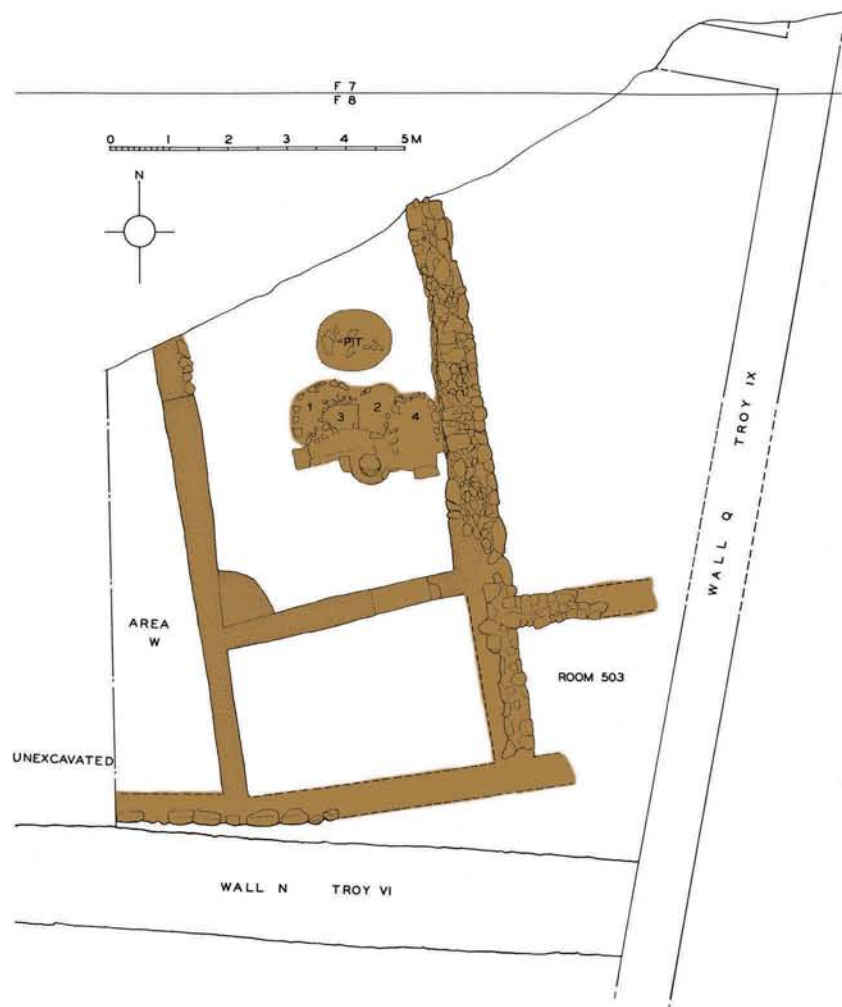 F 7
F 8
0 1 2 3 4 5 M
N
PIT
1
2
3
4
WALL Q TROY IX
AREA
W
ROOM 503
UNEXCAVATED
WALL N TROY VI